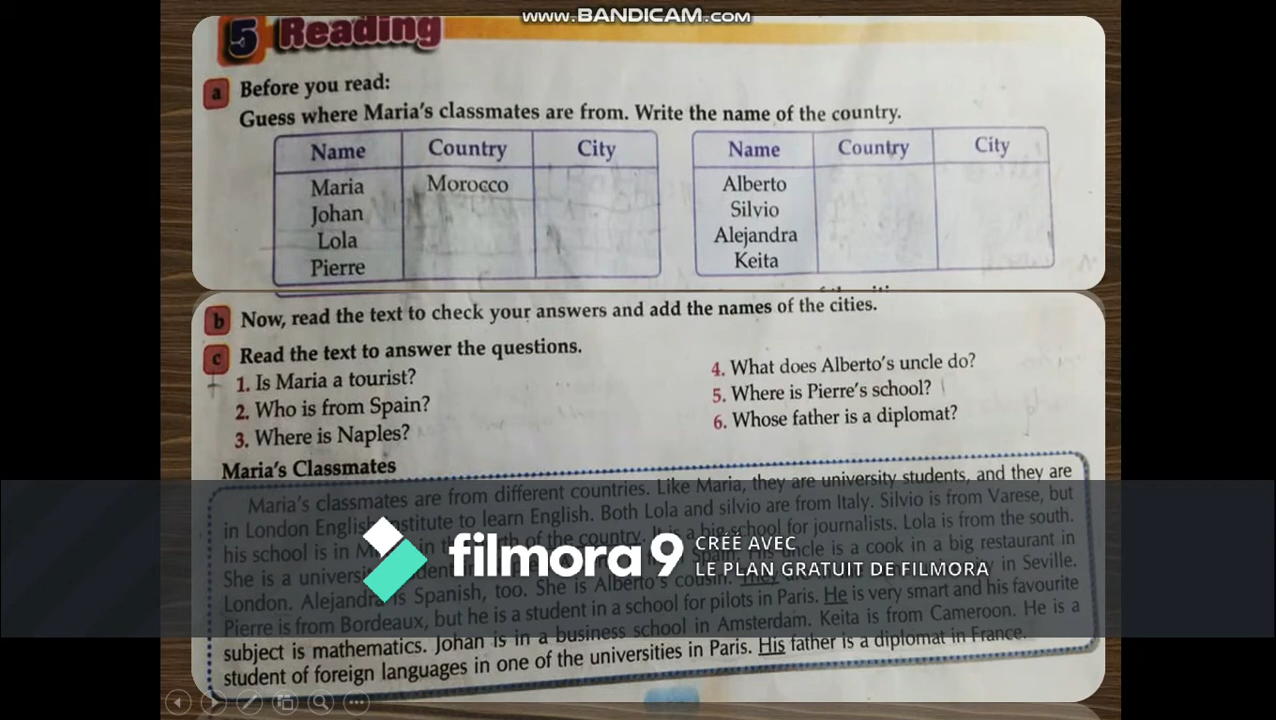 www.BANDICAM.com
5 Reading
a Before you read:
Guess where Maria's classmates are from. Write the name of the country.
Name Country City
Maria Morocco
Johan
Lola
Pierre
Name Country City
Alberto
Silvio
Alejandra
Keita
b Now, read the text to check your answers and add the names of the cities.
c Read the text to answer the questions.
1. Is Maria a tourist?
2. Who is from Spain?
3. Where is Naples?
4. What does Alberto's uncle do?
5. Where is Pierre's school?
6. Whose father is a diplomat?
Maria's Classmates
Maria's classmates are from different countries. Like Maria, they are university students, and they are
in London English Institute to learn English. Both Lola and silvio are from Italy. Silvio is from Varese, but
his school is in in the of the country. It is a big school for journalists. Lola is from the south.
She is a Spain. His uncle is a cook in a big restaurant in
London. Alejandra is Spanish, too. She is Alberto's cousin. They in Seville.
Pierre is from Bordeaux, but he is a student in a school for pilots in Paris. He is very smart and his favourite
subject is mathematics. Johan is in a business school in Amsterdam. Keita is from Cameroon. He is a
student of foreign languages in one of the universities in Paris. His father is a diplomat in France.
filmora 9
CRÉÉ AVEC
LE PLAN GRATUIT DE FILMORA